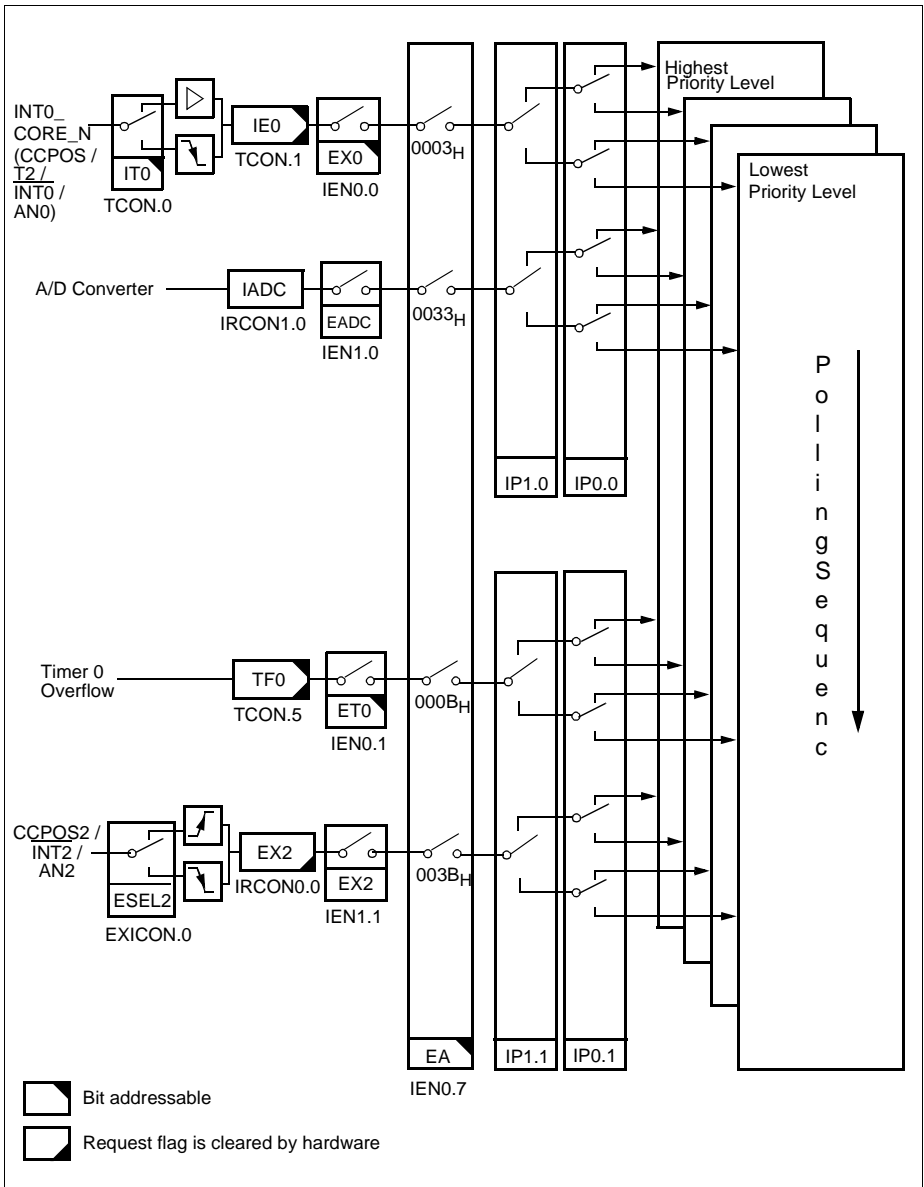 Highest
Priority Level
Lowest
Priority Level
INT0_
CORE_N
(CCPOS /
T2 /
INT0 /
AN0)
IT0
TCON.0
IE0
TCON.1
EX0
IEN0.0
0003H
A/D Converter
IADC
IRCON1.0
EADC
IEN1.0
0033H
IP1.0
IP0.0
P
o
l
l
i
n
g
S
e
q
u
e
n
c
Timer 0
Overflow
TF0
TCON.5
ET0
IEN0.1
000BH
CCPOS2 /
INT2 /
AN2
ESEL2
EXICON.0
EX2
IRCON0.0
EX2
IEN1.1
003BH
EA
IEN0.7
IP1.1
IP0.1
Bit addressable
Request flag is cleared by hardware